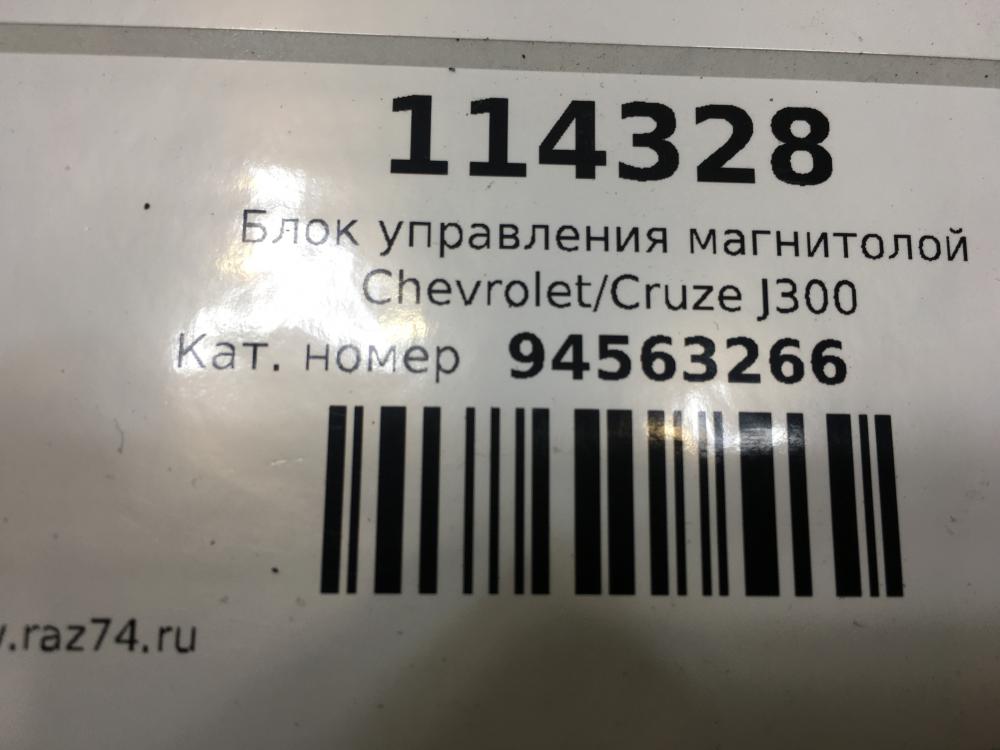 114328
Блок управления магнитолой
Chevrolet/Cruze J300
Кат. номер 94563266
.raz74.ru